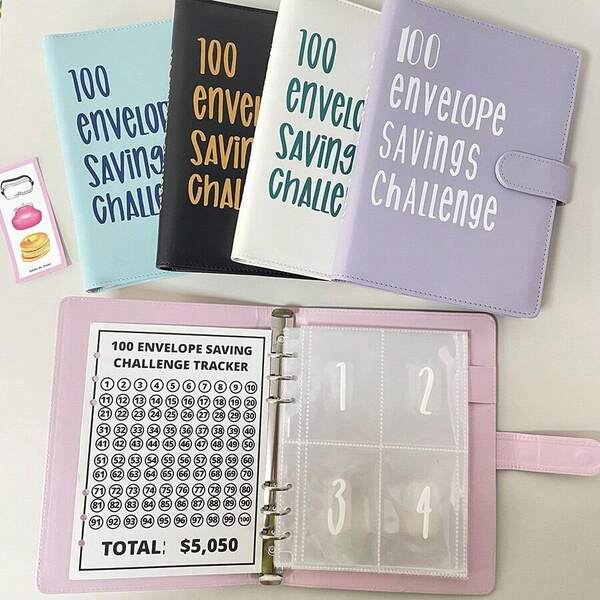 100
envelop
Saving
Challe
100
envel
Savin
Chall
100
envelo
Saving
Challe
100
envelope
Savings
Challenge
100 ENVELOPE SAVING
CHALLENGE TRACKER
1 2 3 4 5 6 7 8 9 10
11 12 13 14 15 16 17 18 19 20
21 22 23 24 25 26 27 28 29 30
31 32 33 34 35 36 37 38 39 40
41 42 43 44 45 46 47 48 49 50
51 52 53 54 55 56 57 58 59 60
61 62 63 64 65 66 67 68 69 70
71 72 73 74 75 76 77 78 79 80
81 82 83 84 85 86 87 88 89 90
91 92 93 94 95 96 97 98 99 100
TOTAL: $5,050
1 2
3 4